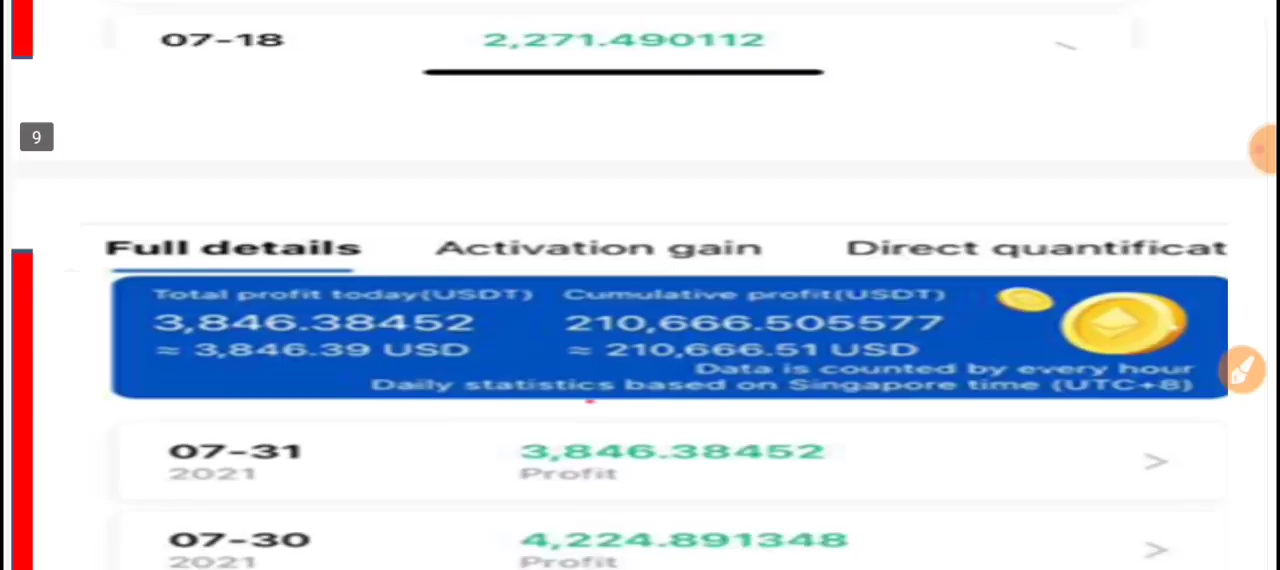 07-18 2,271.490112
9
Full details Activation gain Direct quantificat
Total profit today(USDT) Cumulative profit(USDT)
3,846.38452 210,666.505577
≈ 3,846.39 USD ≈ 210,666.51 USD
Data is counted by every hour
Daily statistics based on Singapore time (UTC+8)
07-31 3,846.38452 >
2021 Profit
07-30 4,224.891348 >
2021 Profit